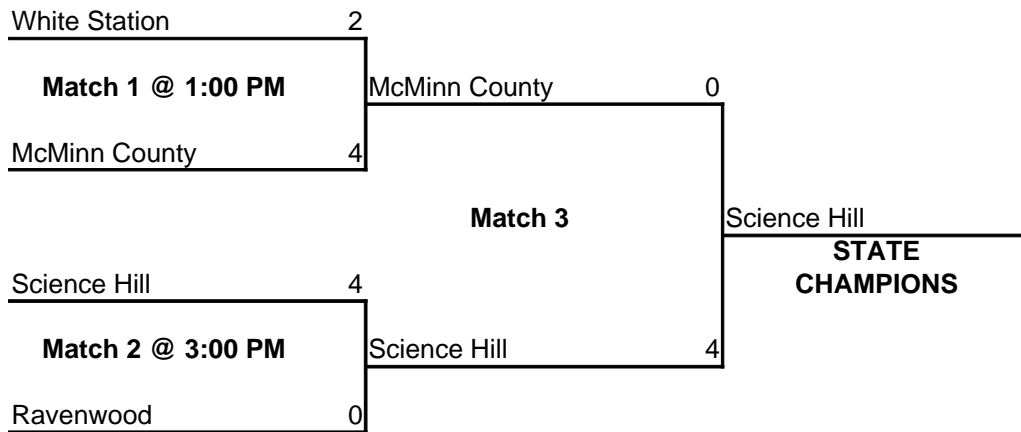 White Station 2
Match 1 @ 1:00 PM
McMinn County 0
McMinn County 4
Match 3
Science Hill
STATE
CHAMPIONS
Science Hill 4
Match 2 @ 3:00 PM
Science Hill 4
Ravenwood 0